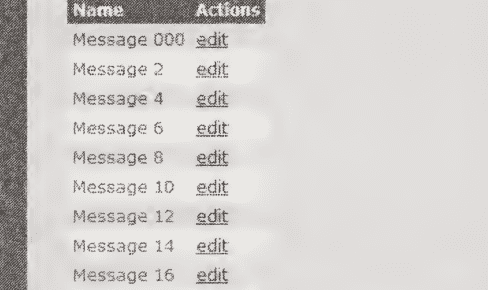 Name Actions
Message 000 edit
Message 2 edit
Message 4 edit
Message 6 edit
Message 8 edit
Message 10 edit
Message 12 edit
Message 14 edit
Message 16 edit